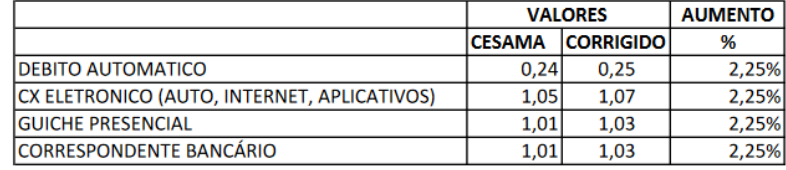 VALORES AUMENTO
CESAMA CORRIGIDO %
DEBITO AUTOMATICO 0,24 0,25 2,25%
CX ELETRONICO (AUTO, INTERNET, APLICATIVOS) 1,05 1,07 2,25%
GUICHE PRESENCIAL 1,01 1,03 2,25%
CORRESPONDENTE BANCÁRIO 1,01 1,03 2,25%